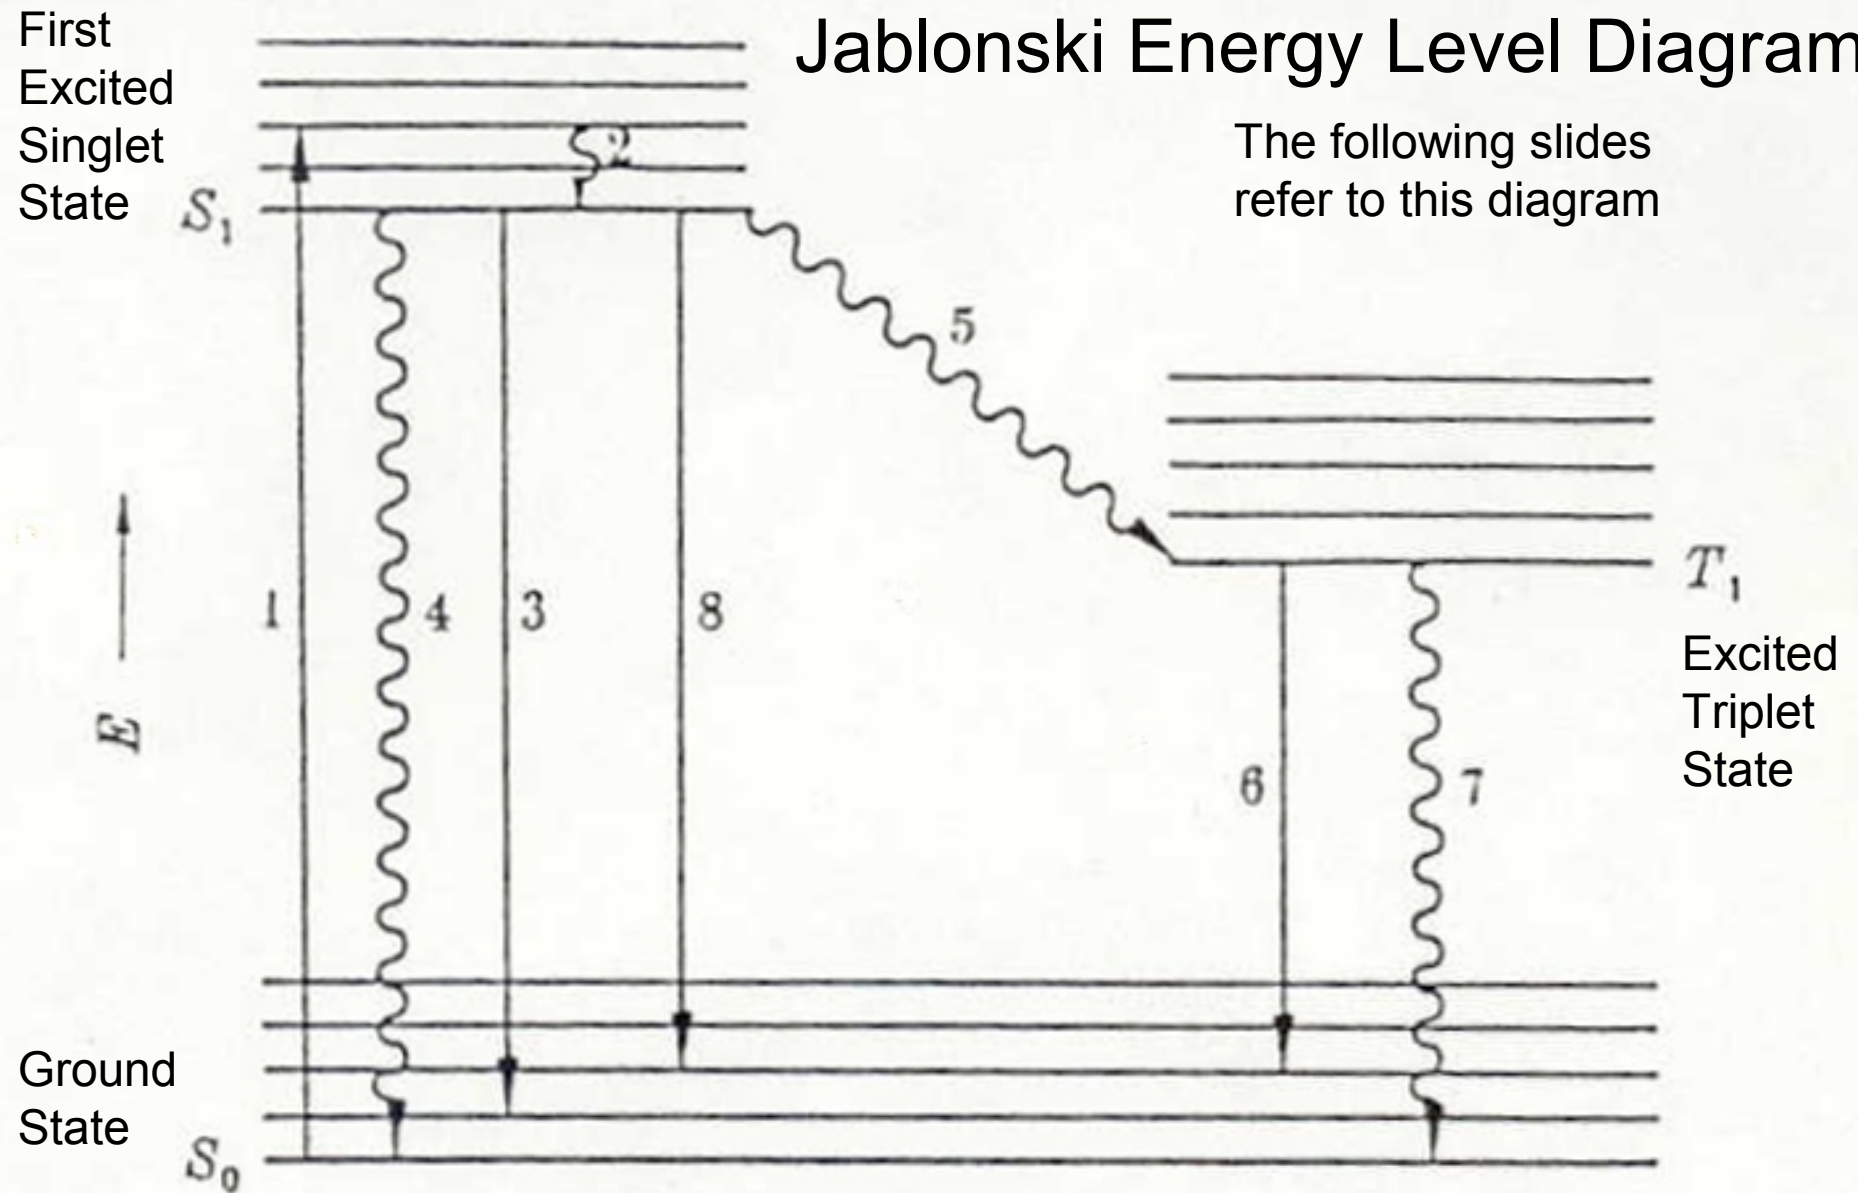 Jablonski Energy Level Diagram
The following slides
refer to this diagram
First
Excited
Singlet
State
S₁
2
5
1
4
3
8
E
T₁
Excited
Triplet
State
6
7
Ground
State
S₀